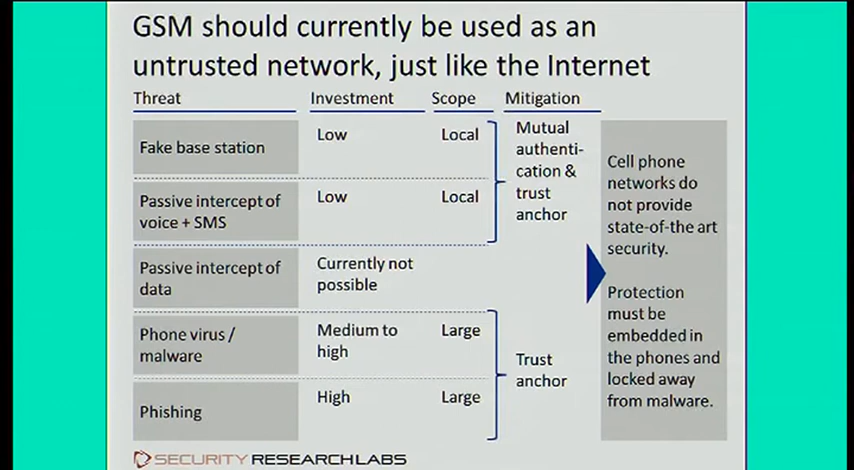 GSM should currently be used as an
untrusted network, just like the Internet
Threat Investment Scope Mitigation
Fake base station
Low
Local
Passive intercept of
voice + SMS
Low
Local
Mutual
authenti-
cation &
trust
anchor
Passive intercept of
data
Currently not
possible
Phone virus /
malware
Medium to
high
Large
Phishing
High
Large
Trust
anchor
Cell phone
networks do
not provide
state-of-the art
security.
Protection
must be
embedded in
the phones and
locked away
from malware.
SECURITY RESEARCH LABS